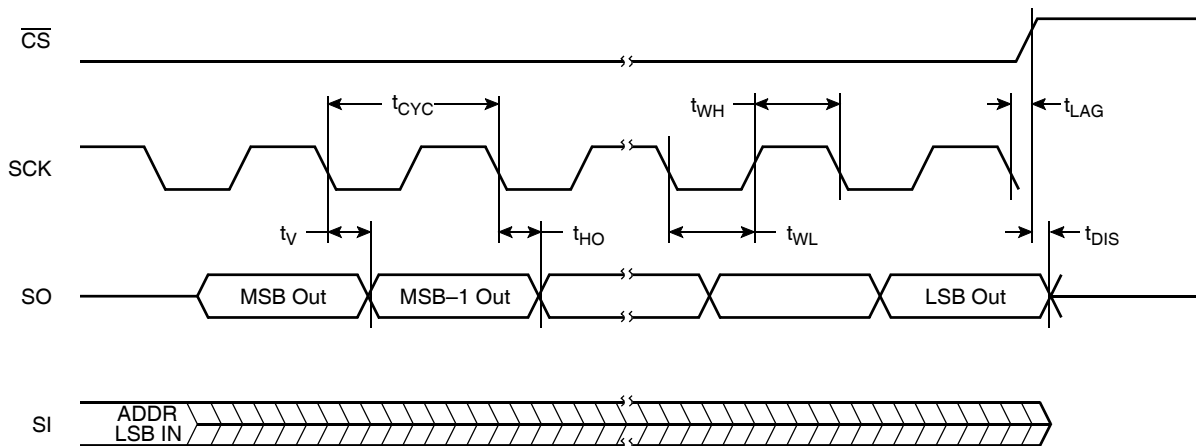 CS
tCYC
tWH
tLAG
SCK
tV
tHO
tWL
tDIS
SO
MSB Out
MSB–1 Out
LSB Out
SI
ADDR
LSB IN